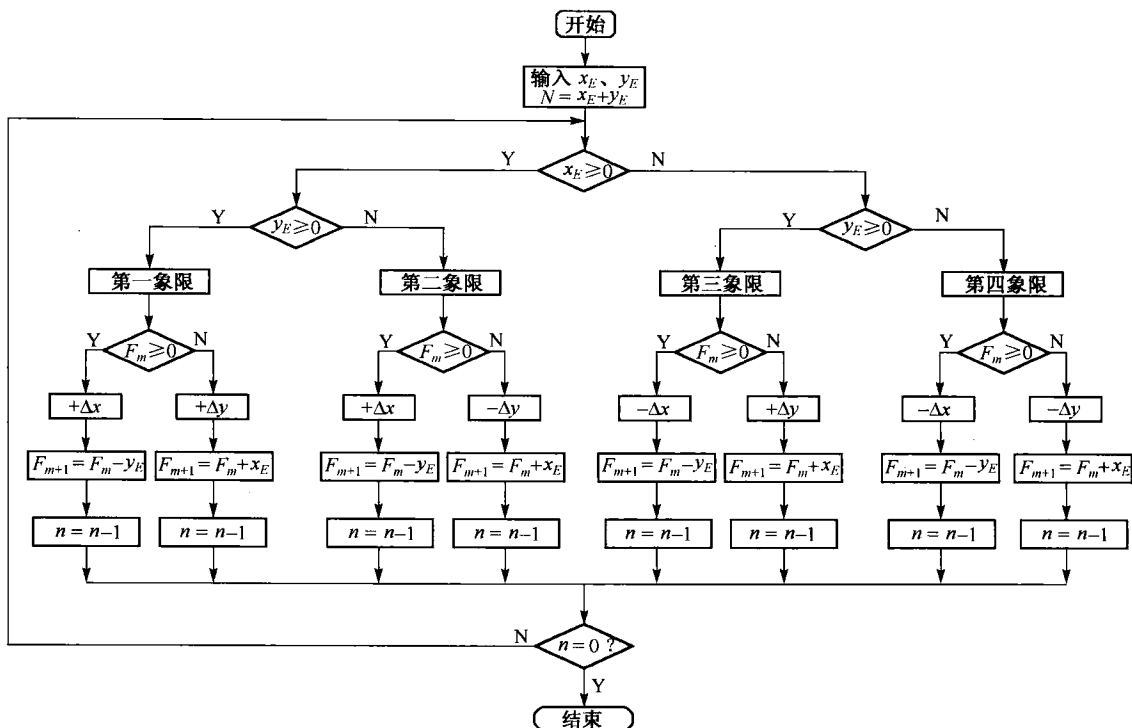 开始
输入 x_E、y_E
N = x_E+y_E
Y
N
x_E≥0
Y
N
Y
N
y_E≥0
y_E≥0
第一象限
第二象限
第三象限
第四象限
Y
N
Y
N
Y
N
Y
N
F_m≥0
F_m≥0
F_m≥0
F_m≥0
+Δx
+Δy
+Δx
−Δy
−Δx
+Δy
−Δx
−Δy
F_{m+1} = F_m−y_E
F_{m+1} = F_m+x_E
F_{m+1} = F_m−y_E
F_{m+1} = F_m+x_E
F_{m+1} = F_m−y_E
F_{m+1} = F_m+x_E
F_{m+1} = F_m−y_E
F_{m+1} = F_m+x_E
n = n−1
n = n−1
n = n−1
n = n−1
n = n−1
n = n−1
n = n−1
n = n−1
N
n = 0 ?
Y
结束